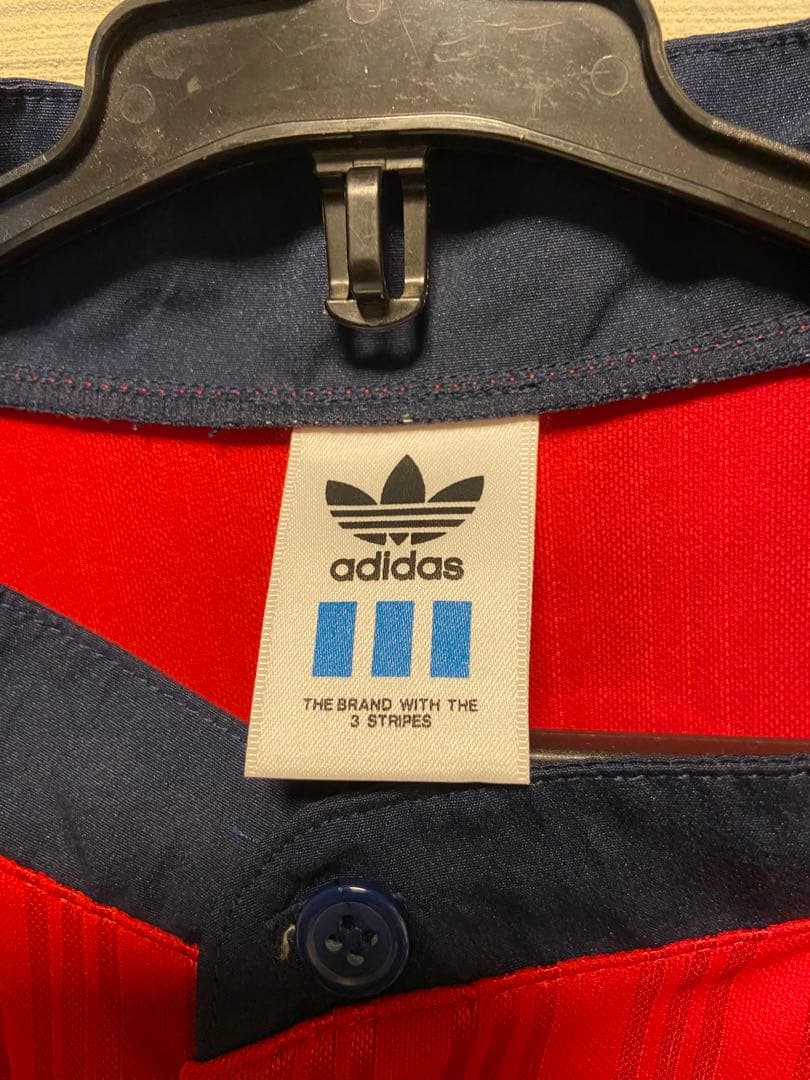 adidas
THE BRAND WITH THE
3 STRIPES